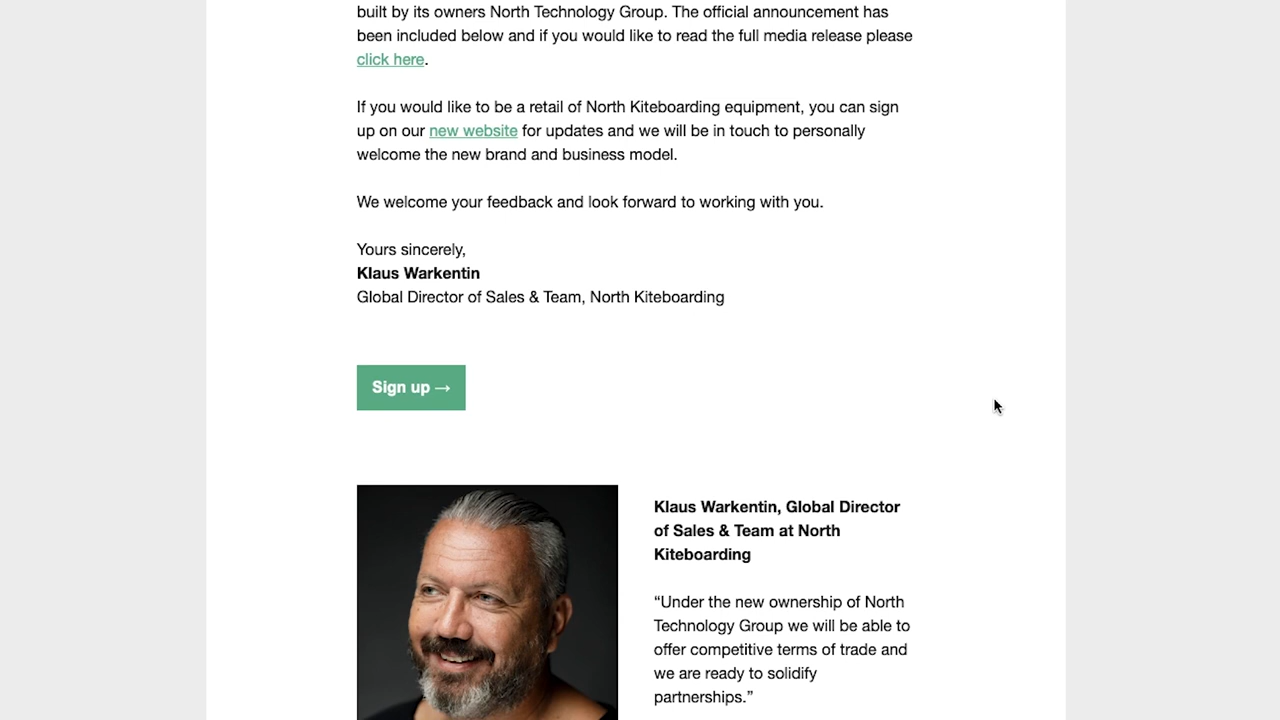 built by its owners North Technology Group. The official announcement has
been included below and if you would like to read the full media release please
click here.
If you would like to be a retail of North Kiteboarding equipment, you can sign
up on our new website for updates and we will be in touch to personally
welcome the new brand and business model.
We welcome your feedback and look forward to working with you.
Yours sincerely,
Klaus Warkentin
Global Director of Sales & Team, North Kiteboarding
Sign up →
Klaus Warkentin, Global Director
of Sales & Team at North
Kiteboarding
“Under the new ownership of North
Technology Group we will be able to
offer competitive terms of trade and
we are ready to solidify
partnerships.”